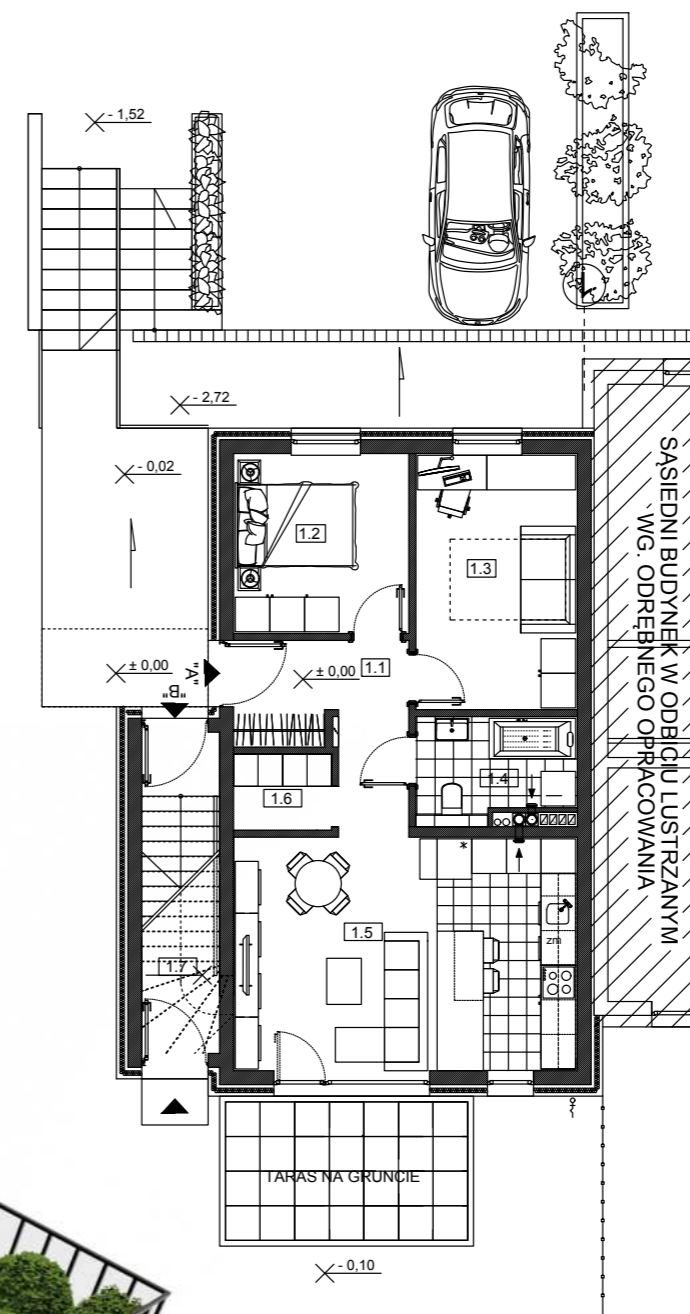 - 1,52
- 2,72
- 0,02
1.2
1.3
SĄSIEDNI BUDYNEK W ODBICIU LUSTRZANYM
WG. ODRĘBNEGO OPRACOWANIA
± 0,00
"A"
"B"
± 0,00
1.1
1.4
1.6
*
1.5
zm
1.7
TARAS NA GRUNCIE
- 0,10